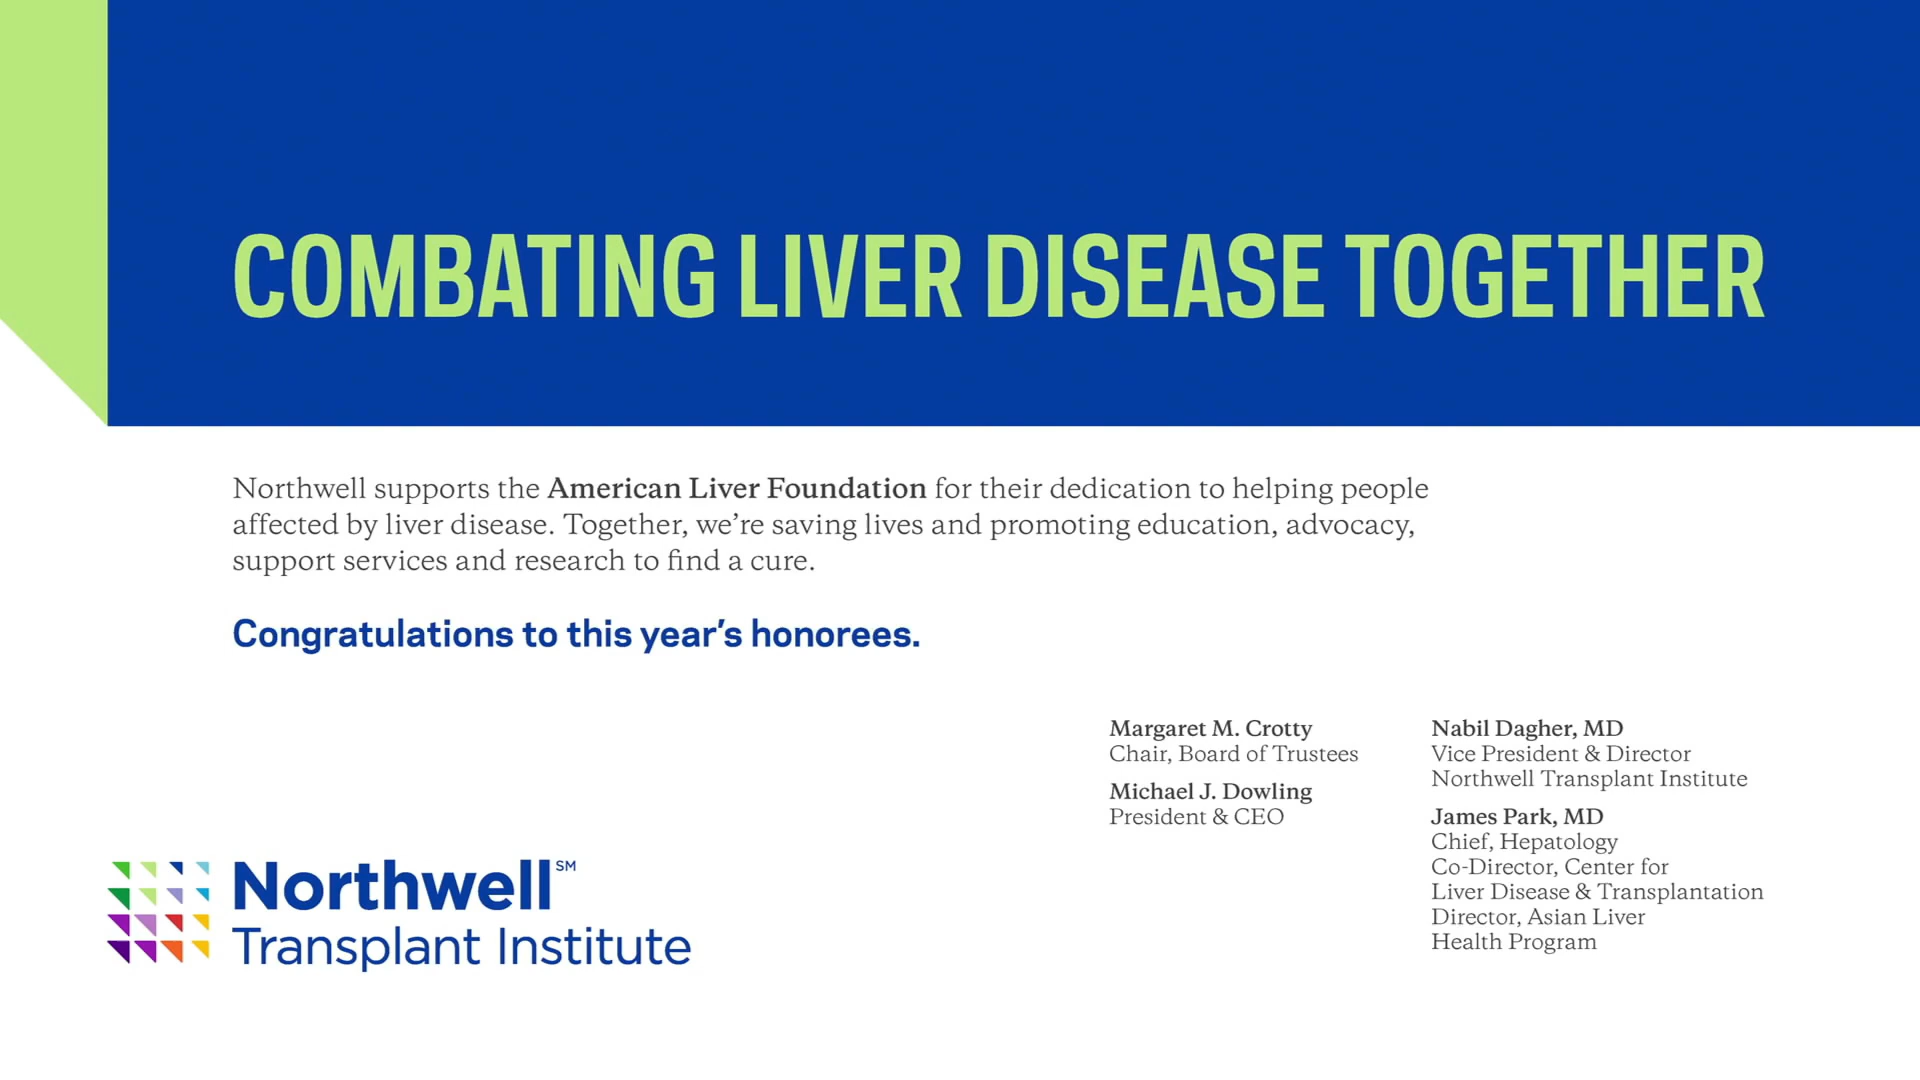 COMBATING LIVER DISEASE TOGETHER
Northwell supports the American Liver Foundation for their dedication to helping people
affected by liver disease. Together, we’re saving lives and promoting education, advocacy,
support services and research to find a cure.
Congratulations to this year’s honorees.
Margaret M. Crotty
Chair, Board of Trustees
Michael J. Dowling
President & CEO
Nabil Dagher, MD
Vice President & Director
Northwell Transplant Institute
James Park, MD
Chief, Hepatology
Co-Director, Center for
Liver Disease & Transplantation
Director, Asian Liver
Health Program
Northwell℠
Transplant Institute